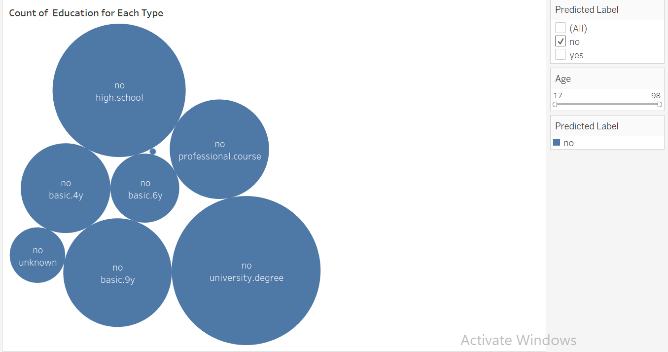 Count of Education for Each Type
no
high.school
no
professional.course
no
basic.4y
no
basic.6y
no
unknown
no
basic.9y
no
university.degree
Predicted Label
(All)
no
yes
Age
17 98
Predicted Label
no
Activate Windows